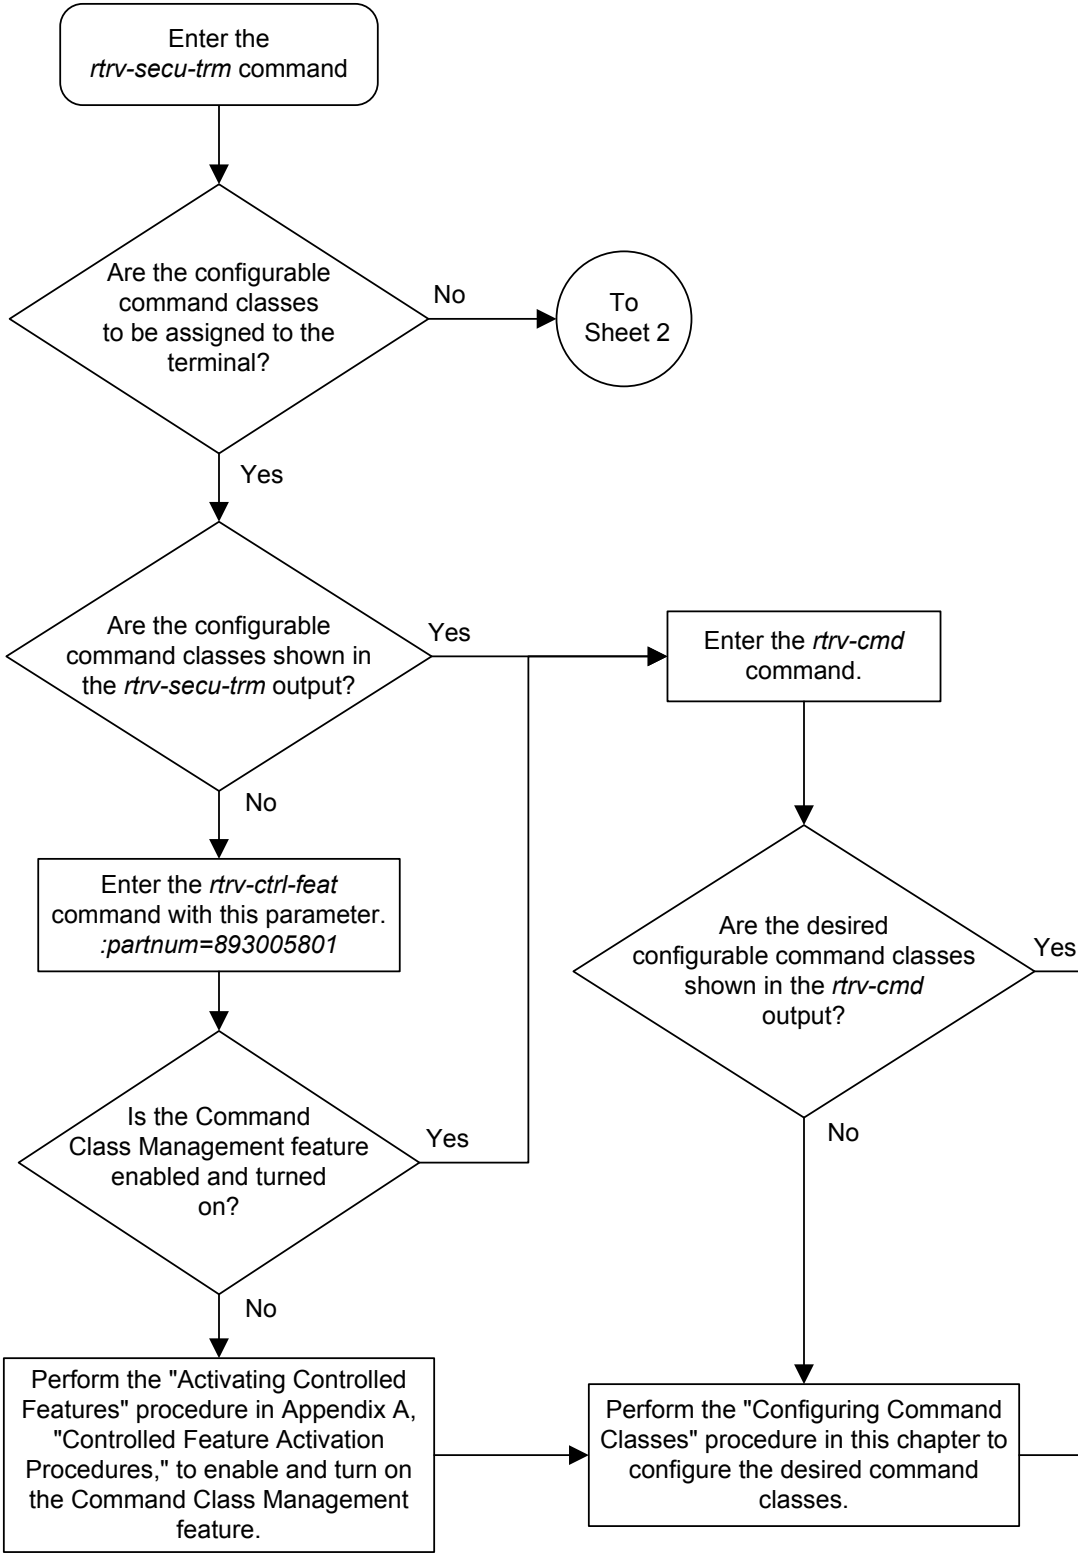 Enter the
rtrv-secu-trm command
Are the configurable
command classes
to be assigned to the
terminal?
No
To
Sheet 2
Yes
Are the configurable
command classes shown in
the rtrv-secu-trm output?
Yes
Enter the rtrv-cmd
command.
No
Enter the rtrv-ctrl-feat
command with this parameter.
:partnum=893005801
Are the desired
configurable command classes
shown in the rtrv-cmd
output?
Yes
No
Is the Command
Class Management feature
enabled and turned
on?
Yes
No
Perform the "Activating Controlled
Features" procedure in Appendix A,
"Controlled Feature Activation
Procedures," to enable and turn on
the Command Class Management
feature.
Perform the "Configuring Command
Classes" procedure in this chapter to
configure the desired command
classes.